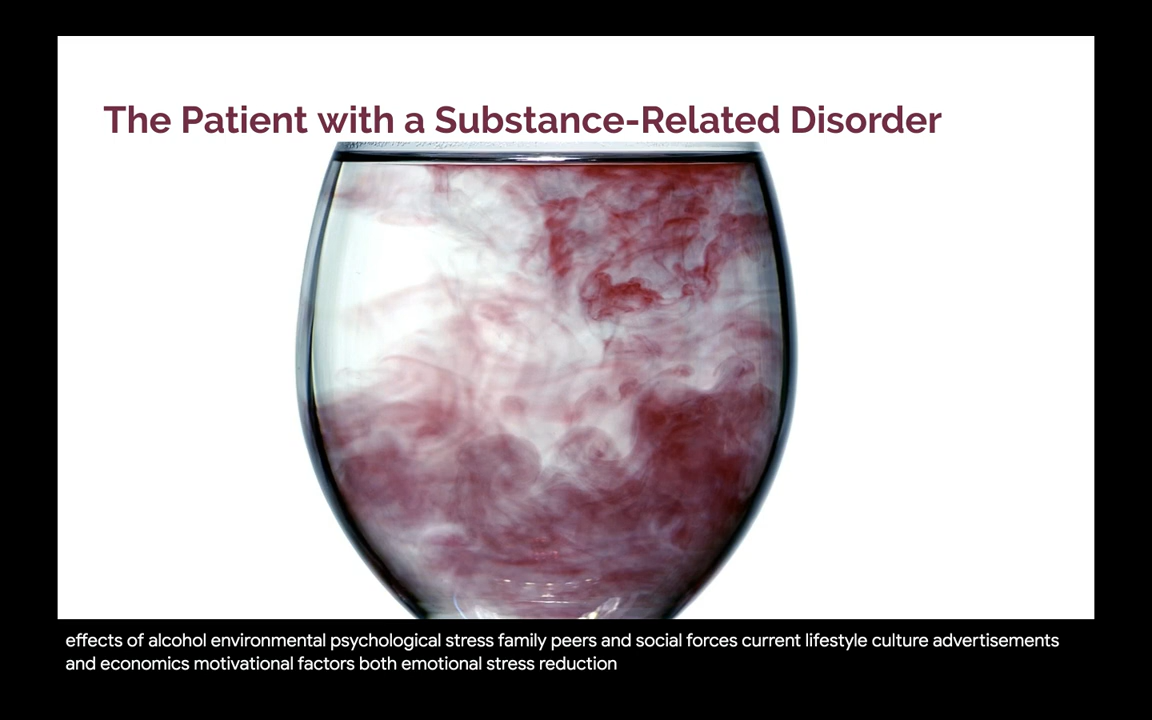 The Patient with a Substance-Related Disorder
effects of alcohol environmental psychological stress family peers and social forces current lifestyle culture advertisements
and economics motivational factors both emotional stress reduction